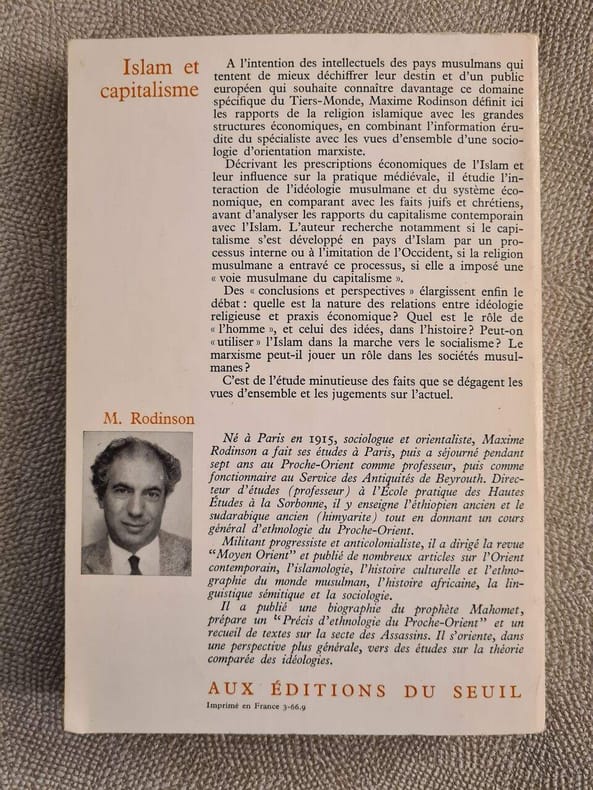 Islam et
capitalisme
A l'intention des intellectuels des pays musulmans qui
tentent de mieux déchiffrer leur destin et d'un public
européen qui souhaite connaître davantage ce domaine
spécifique du Tiers-Monde, Maxime Rodinson définit ici
les rapports de la religion islamique avec les grandes
structures économiques, en combinant l'information éru-
dite du spécialiste avec les vues d'ensemble d'une socio-
logie d'orientation marxiste.
Décrivant les prescriptions économiques de l'Islam et
leur influence sur la pratique médiévale, il étudie l'in-
teraction de l'idéologie musulmane et du système éco-
nomique, en comparant avec les faits juifs et chrétiens,
avant d'analyser les rapports du capitalisme contemporain
avec l'Islam. L'auteur recherche notamment si le capi-
talisme s'est développé en pays d'Islam par un pro-
cessus interne ou à l'imitation de l'Occident, si la religion
musulmane a entravé ce processus, si elle a imposé une
« voie musulmane du capitalisme ».
Des « conclusions et perspectives » élargissent enfin le
débat : quelle est la nature des relations entre idéologie
religieuse et praxis économique? Quel est le rôle de
« l'homme », et celui des idées, dans l'histoire? Peut-on
«utiliser» l'Islam dans la marche vers le socialisme? Le
marxisme peut-il jouer un rôle dans les sociétés musul-
manes?
C'est de l'étude minutieuse des faits que se dégagent les
vues d'ensemble et les jugements sur l'actuel.
M. Rodinson
Né à Paris en 1915, sociologue et orientaliste, Maxime
Rodinson a fait ses études à Paris, puis a séjourné pendant
sept ans au Proche-Orient comme professeur, puis comme
fonctionnaire au Service des Antiquités de Beyrouth. Direc-
teur d'études (professeur) à l'École pratique des Hautes
Études à la Sorbonne, il y enseigne l'éthiopien ancien et le
sudarabique ancien (himyarite) tout en donnant un cours
général d'ethnologie du Proche-Orient.
Militant progressiste et anticolonialiste, il a dirigé la revue
"Moyen Orient" et publié de nombreux articles sur l'Orient
contemporain, l'islamologie, l'histoire culturelle et l'ethno-
graphie du monde musulman, l'histoire africaine, la lin-
guistique sémitique et la sociologie.
Il a publié une biographie du prophète Mahomet,
prépare un "Précis d'ethnologie du Proche-Orient" et un
recueil de textes sur la secte des Assassins. Il s'oriente, dans
une perspective plus générale, vers des études sur la théorie
comparée des idéologies.
AUX ÉDITIONS DU SEUIL
Imprimé en France 3-66.9